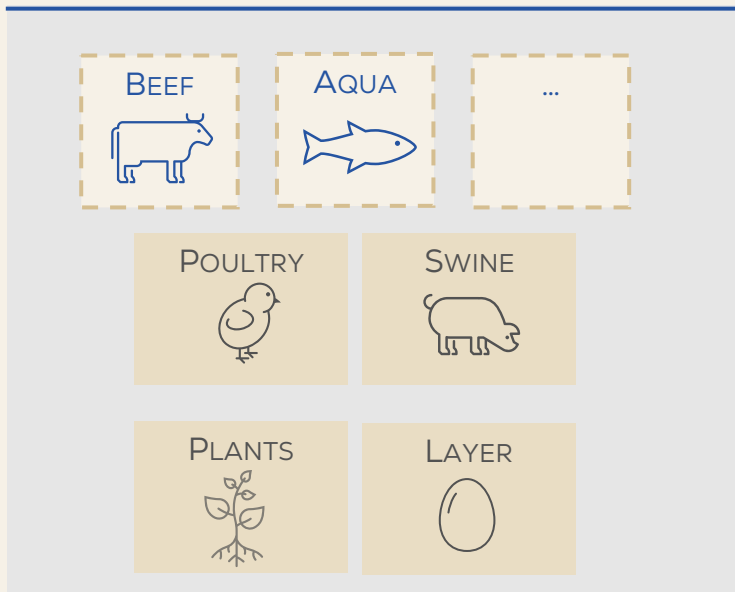 BEEF
AQUA
...
POULTRY
SWINE
PLANTS
LAYER